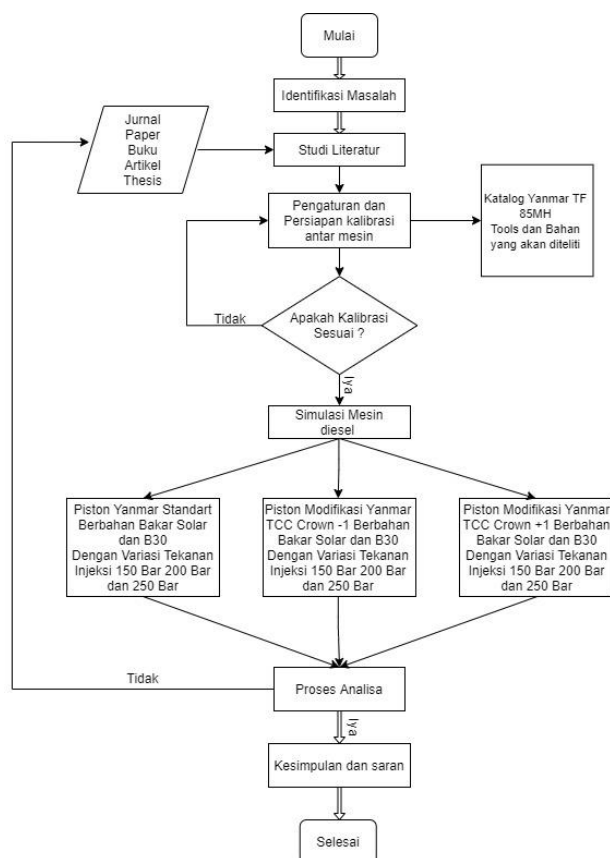 Mulai
Identifikasi Masalah
Jurnal
Paper
Buku
Artikel
Thesis
Studi Literatur
Pengaturan dan
Persiapan kalibrasi
antar mesin
Katalog Yanmar TF
85MH
Tools dan Bahan
yang akan diteliti
Tidak
Apakah Kalibrasi
Sesuai ?
Iya
Simulasi Mesin
diesel
Piston Yanmar Standart
Berbahan Bakar Solar
dan B30
Dengan Variasi Tekanan
Injeksi 150 Bar 200 Bar
dan 250 Bar
Piston Modifikasi Yanmar
TCC Crown -1 Berbahan
Bakar Solar dan B30
Dengan Variasi Tekanan
Injeksi 150 Bar 200 Bar
dan 250 Bar
Piston Modifikasi Yanmar
TCC Crown +1 Berbahan
Bakar Solar dan B30
Dengan Variasi Tekanan
Injeksi 150 Bar 200 Bar
dan 250 Bar
Tidak
Proses Analisa
Iya
Kesimpulan dan saran
Selesai